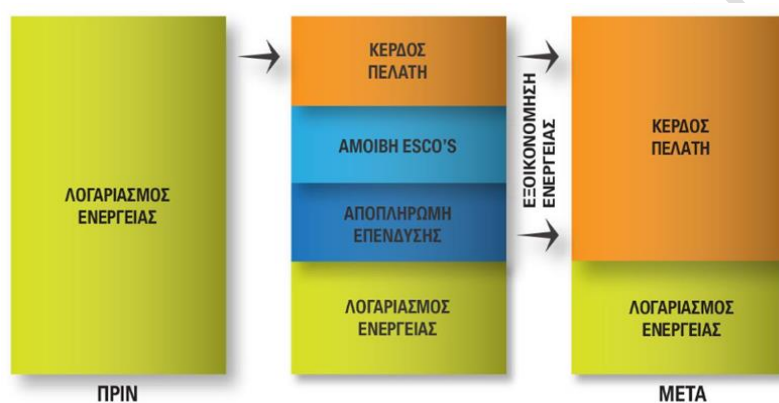 ΛΟΓΑΡΙΑΣΜΟΣ
ΕΝΕΡΓΕΙΑΣ
ΠΡΙΝ
ΚΕΡΔΟΣ
ΠΕΛΑΤΗ
ΑΜΟΙΒΗ ESCO'S
ΑΠΟΠΛΗΡΩΜΗ
ΕΠΕΝΔΥΣΗΣ
ΛΟΓΑΡΙΑΣΜΟΣ
ΕΝΕΡΓΕΙΑΣ
ΕΞΟΙΚΟΝΟΜΗΣΗ
ΕΝΕΡΓΕΙΑΣ
ΚΕΡΔΟΣ
ΠΕΛΑΤΗ
ΛΟΓΑΡΙΑΣΜΟΣ
ΕΝΕΡΓΕΙΑΣ
ΜΕΤΑ